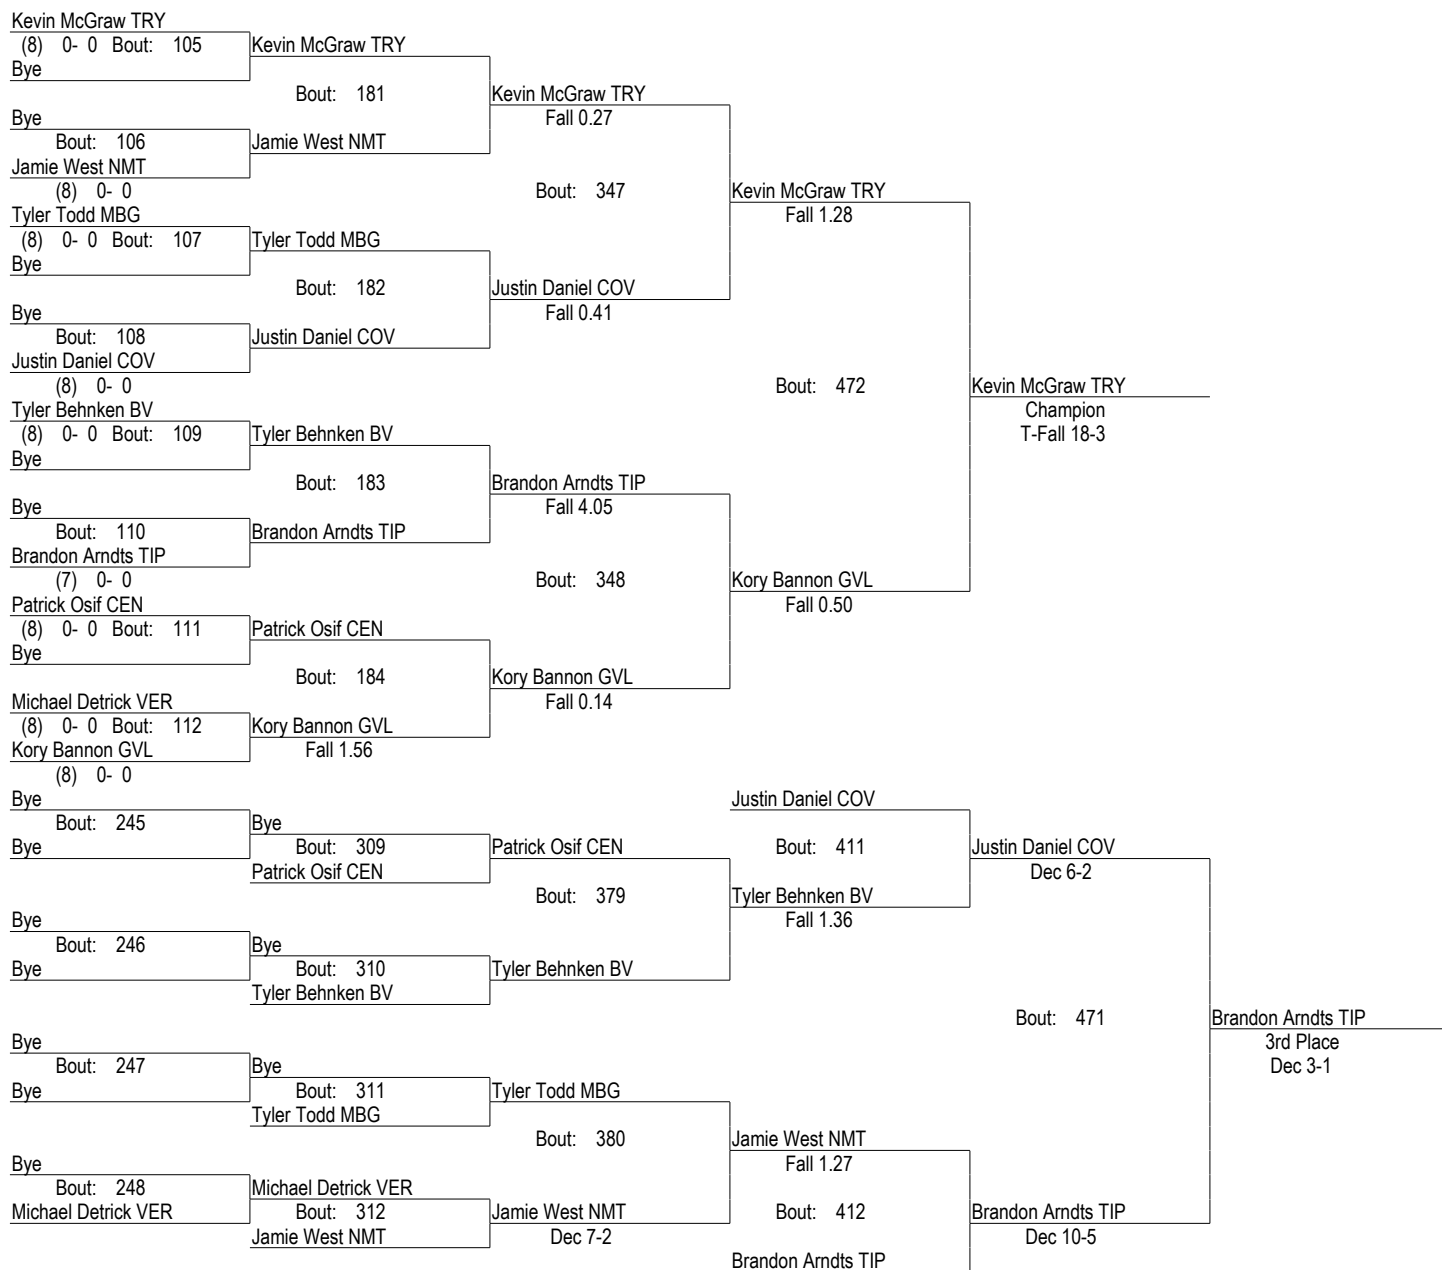 Kevin McGraw TRY
(8) 0- 0 Bout: 105 Kevin McGraw TRY
Bye
Bout: 181 Kevin McGraw TRY
Bye Fall 0.27
Bout: 106 Jamie West NMT
Jamie West NMT
(8) 0- 0 Bout: 347 Kevin McGraw TRY
Tyler Todd MBG Fall 1.28
(8) 0- 0 Bout: 107 Tyler Todd MBG
Bye
Bout: 182 Justin Daniel COV
Bye Fall 0.41
Bout: 108 Justin Daniel COV
Justin Daniel COV
(8) 0- 0 Bout: 472 Kevin McGraw TRY
Tyler Behnken BV Champion
(8) 0- 0 Bout: 109 Tyler Behnken BV T-Fall 18-3
Bye
Bout: 183 Brandon Arndts TIP
Bye Fall 4.05
Bout: 110 Brandon Arndts TIP
Brandon Arndts TIP
(7) 0- 0 Bout: 348 Kory Bannon GVL
Patrick Osif CEN Fall 0.50
(8) 0- 0 Bout: 111 Patrick Osif CEN
Bye
Bout: 184 Kory Bannon GVL
Michael Detrick VER Fall 0.14
(8) 0- 0 Bout: 112 Kory Bannon GVL
Kory Bannon GVL Fall 1.56
(8) 0- 0
Bye Justin Daniel COV
Bout: 245 Bye
Bye Bout: 309 Patrick Osif CEN Bout: 411 Justin Daniel COV
Patrick Osif CEN Dec 6-2
Bout: 379 Tyler Behnken BV
Bye Fall 1.36
Bout: 246 Bye
Bye Bout: 310 Tyler Behnken BV
Tyler Behnken BV
Bout: 471 Brandon Arndts TIP
Bye 3rd Place
Bout: 247 Bye Dec 3-1
Bye Bout: 311 Tyler Todd MBG
Tyler Todd MBG
Bout: 380 Jamie West NMT
Bye Fall 1.27
Bout: 248 Michael Detrick VER
Michael Detrick VER Bout: 312 Jamie West NMT Bout: 412 Brandon Arndts TIP
Jamie West NMT Dec 7-2 Dec 10-5
Brandon Arndts TIP